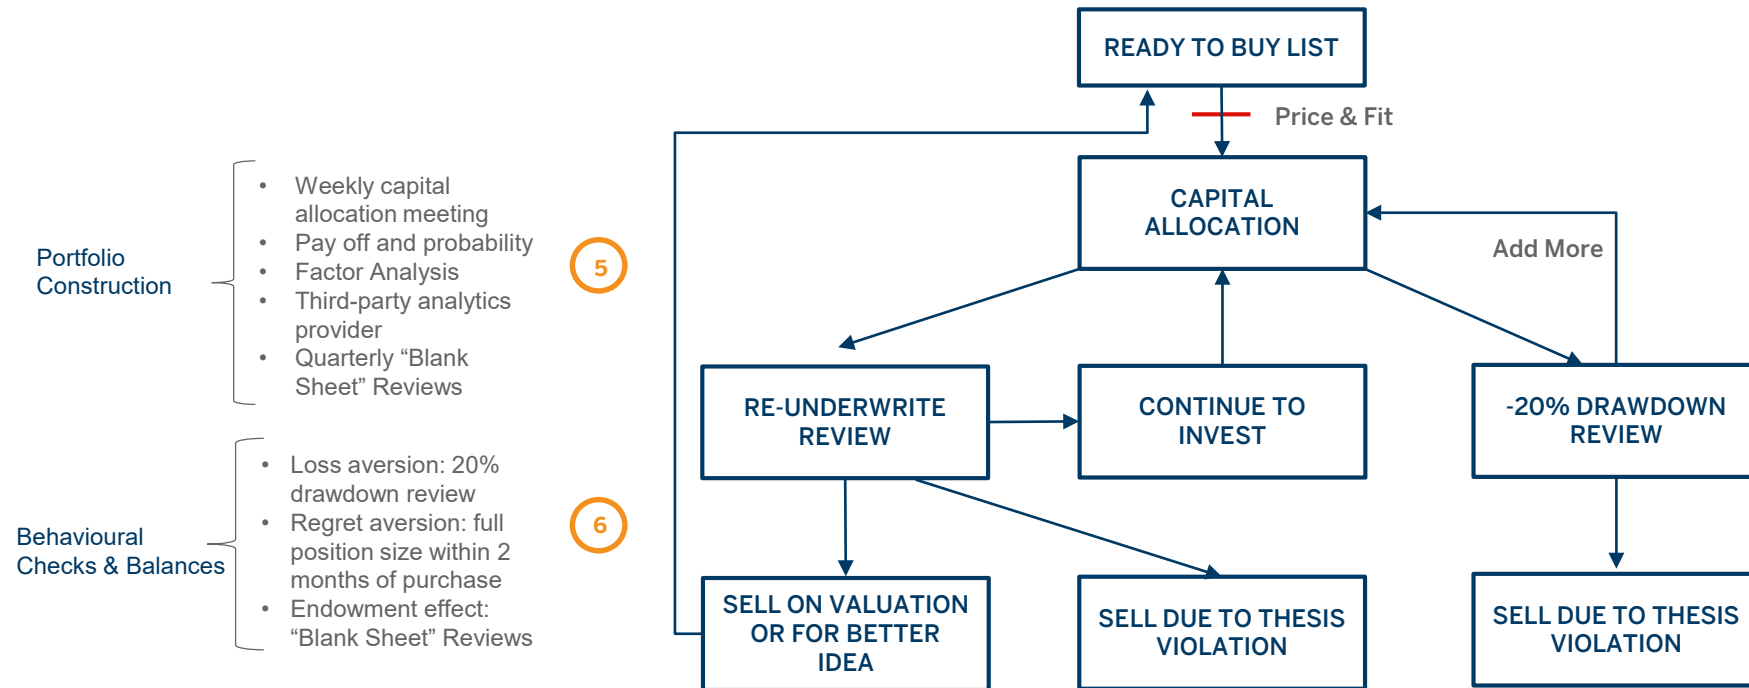 READY TO BUY LIST
Price & Fit
CAPITAL
ALLOCATION
Add More
Portfolio
Construction
• Weekly capital
allocation meeting
• Pay off and probability
• Factor Analysis
• Third-party analytics
provider
• Quarterly “Blank
Sheet” Reviews
5
RE-UNDERWRITE
REVIEW
CONTINUE TO
INVEST
-20% DRAWDOWN
REVIEW
Behavioural
Checks & Balances
• Loss aversion: 20%
drawdown review
• Regret aversion: full
position size within 2
months of purchase
• Endowment effect:
“Blank Sheet” Reviews
6
SELL ON VALUATION
OR FOR BETTER
IDEA
SELL DUE TO THESIS
VIOLATION
SELL DUE TO THESIS
VIOLATION